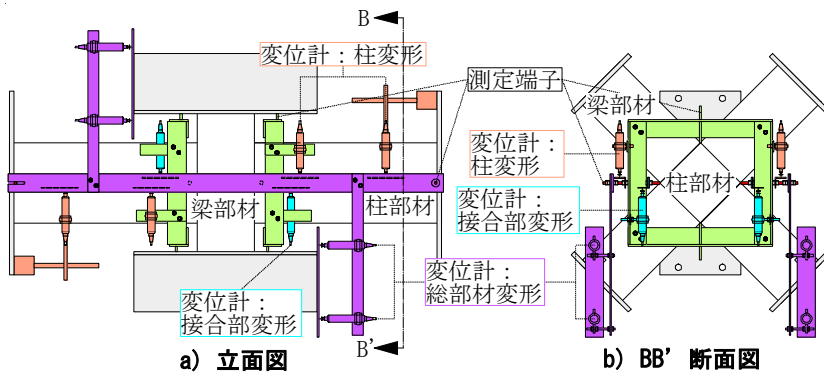 B
変位計：柱変形
測定端子
梁部材
変位計：
柱変形
柱部材
梁部材
柱部材
変位計：
接合部変形
変位計：
接合部変形
変位計：
総部材変形
B'
a) 立面図
b) BB' 断面図